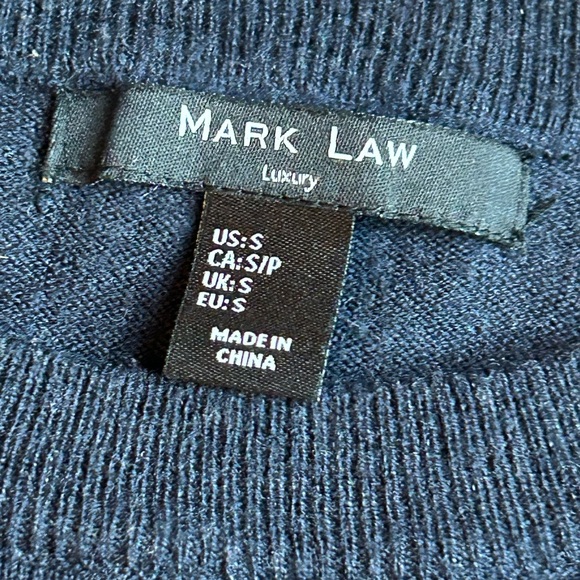 MARK LAW
Luxury
US: S
CA: S/P
UK: S
EU: S
MADE IN
CHINA